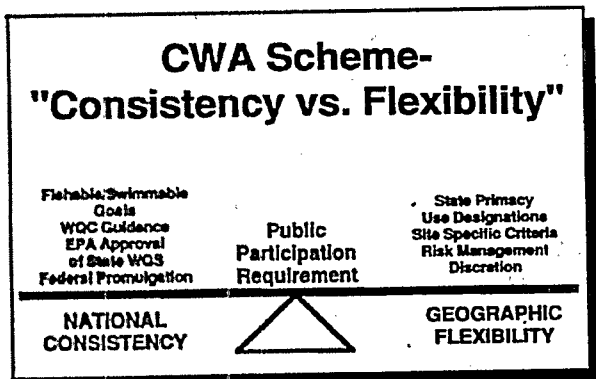 CWA Scheme-
"Consistency vs. Flexibility"
Fishable/Swimmable
Goals
WQC Guidance
EPA Approval
of State WQS
Federal Promulgation
Public
Participation
Requirement
State Primacy
Use Designations
Site Specific Criteria
Risk Management
Discretion
NATIONAL
CONSISTENCY
GEOGRAPHIC
FLEXIBILITY